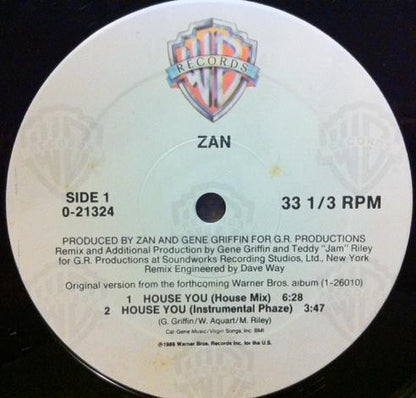 WB
RECORDS
ZAN
SIDE 1
0-21324
33 1/3 RPM
PRODUCED BY ZAN AND GENE GRIFFIN FOR G.R. PRODUCTIONS
Remix and Additional Production by Gene Griffin and Teddy "Jam" Riley
for G.R. Productions at Soundworks Recording Studios, Ltd., New York
Remix Engineered by Dave Way
Original version from the forthcoming Warner Bros. album (1-26010)
1 HOUSE YOU (House Mix) 6:28
2 HOUSE YOU (Instrumental Phaze) 3:47
(G. Griffin/W. Aquart/M. Riley)
Cal-Gene Music/Virgin Songs, Inc. BMI
℗1989 Warner Bros. Records Inc. for the U.S.